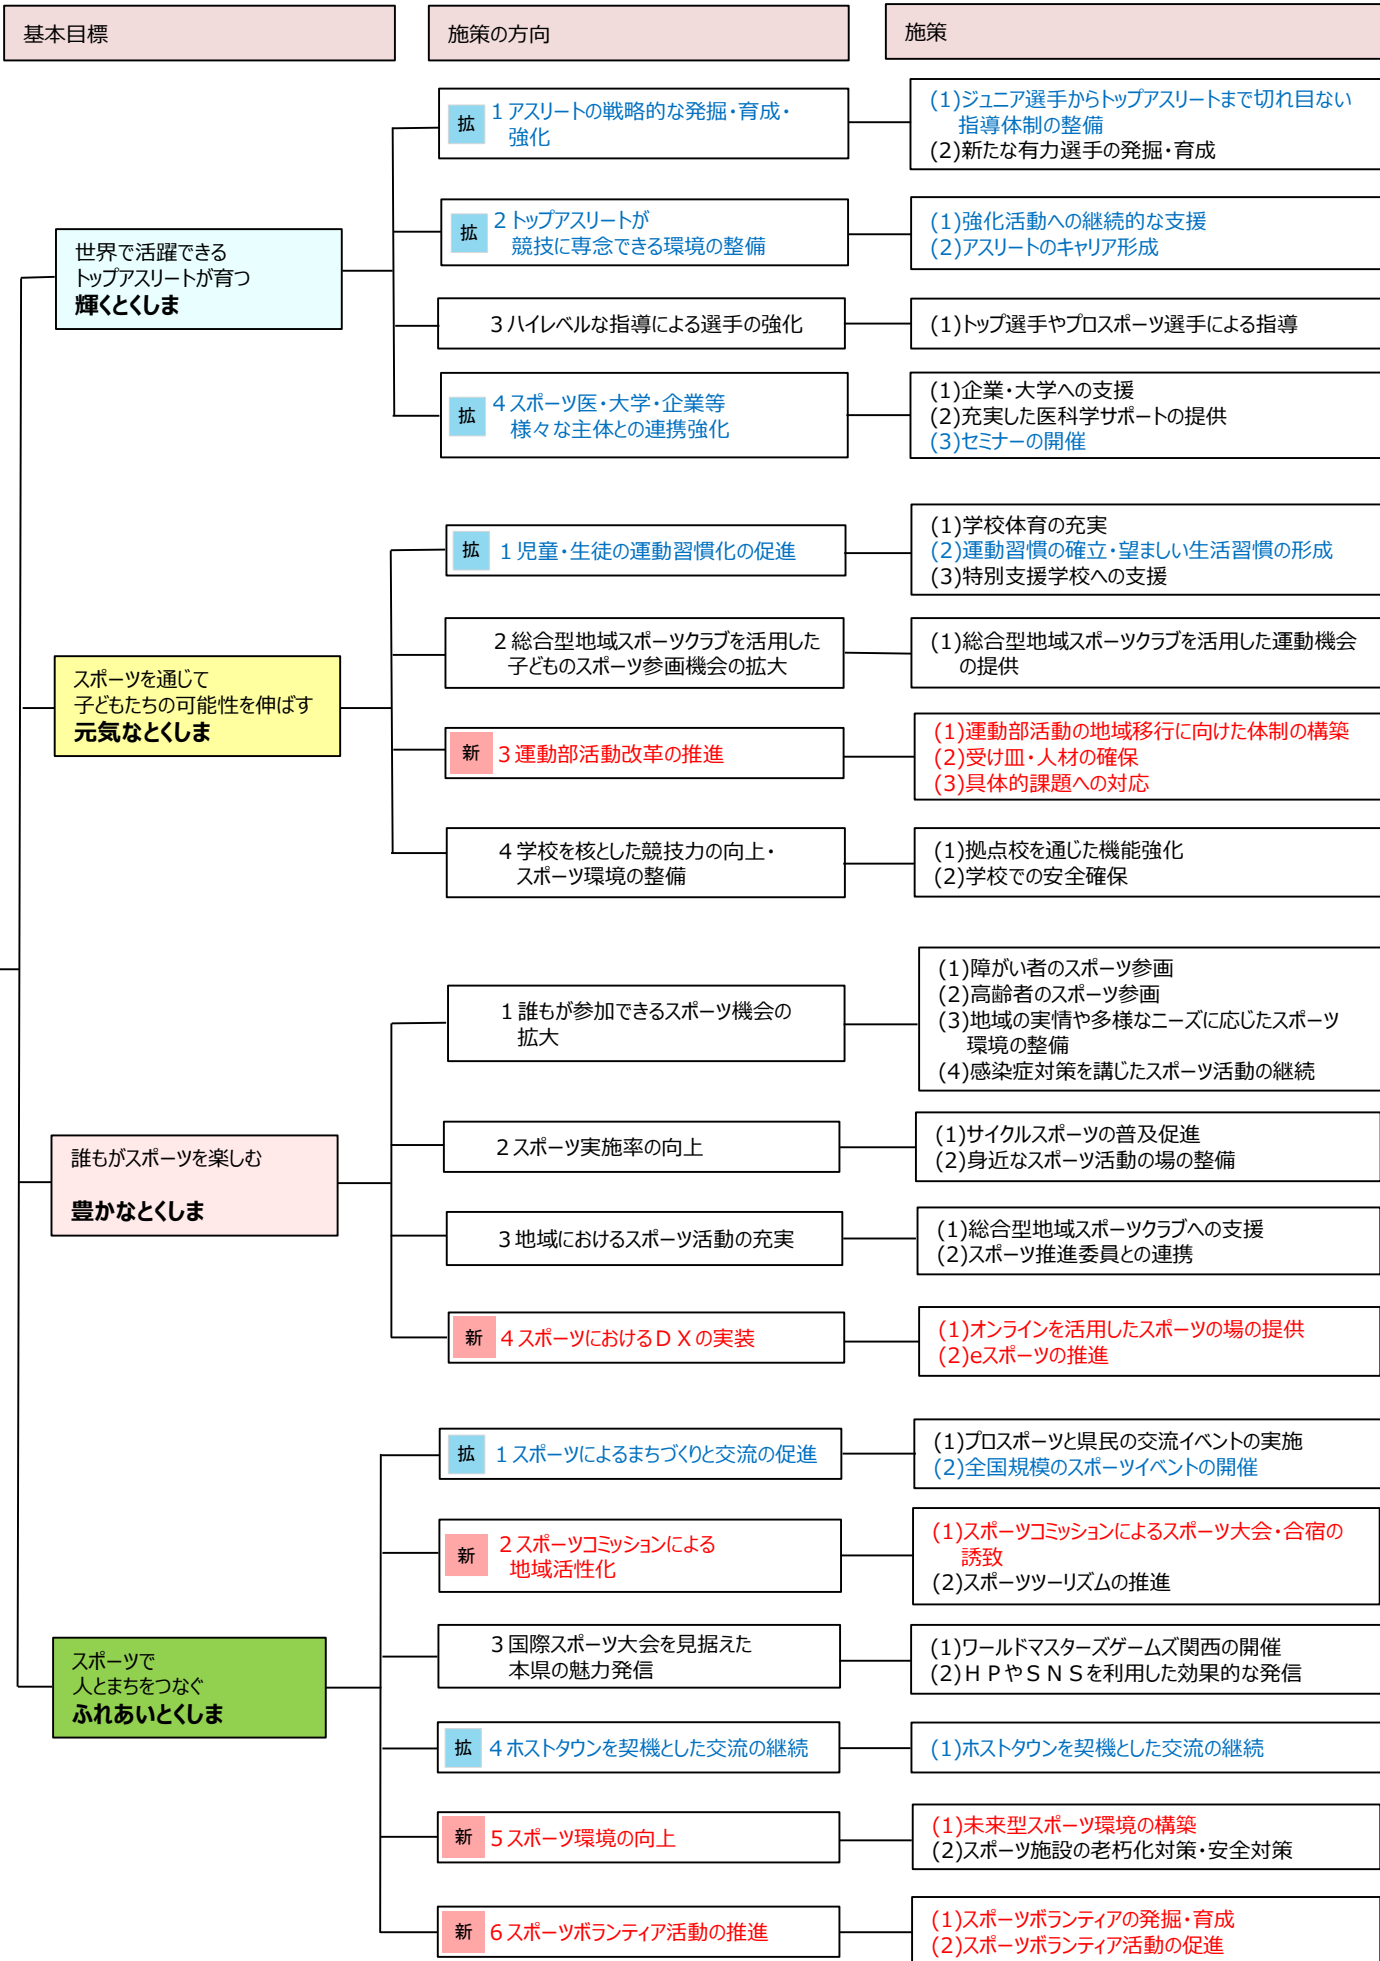 基本目標
施策の方向
施策
世界で活躍できる
トップアスリートが育つ
輝くとくしま
拡
1 アスリートの戦略的な発掘・育成・
強化
(1)ジュニア選手からトップアスリートまで切れ目ない
指導体制の整備
(2)新たな有力選手の発掘・育成
拡
2 トップアスリートが
競技に専念できる環境の整備
(1)強化活動への継続的な支援
(2)アスリートのキャリア形成
3 ハイレベルな指導による選手の強化
(1)トップ選手やプロスポーツ選手による指導
拡
4 スポーツ医・大学・企業等
様々な主体との連携強化
(1)企業・大学への支援
(2)充実した医科学サポートの提供
(3)セミナーの開催
スポーツを通じて
子どもたちの可能性を伸ばす
元気なとくしま
拡
1 児童・生徒の運動習慣化の促進
(1)学校体育の充実
(2)運動習慣の確立・望ましい生活習慣の形成
(3)特別支援学校への支援
2 総合型地域スポーツクラブを活用した
子どものスポーツ参画機会の拡大
(1)総合型地域スポーツクラブを活用した運動機会
の提供
新
3 運動部活動改革の推進
(1)運動部活動の地域移行に向けた体制の構築
(2)受け皿・人材の確保
(3)具体的課題への対応
4 学校を核とした競技力の向上・
スポーツ環境の整備
(1)拠点校を通じた機能強化
(2)学校での安全確保
誰もがスポーツを楽しむ
豊かなとくしま
1 誰もが参加できるスポーツ機会の
拡大
(1)障がい者のスポーツ参画
(2)高齢者のスポーツ参画
(3)地域の実情や多様なニーズに応じたスポーツ
環境の整備
(4)感染症対策を講じたスポーツ活動の継続
2 スポーツ実施率の向上
(1)サイクルスポーツの普及促進
(2)身近なスポーツ活動の場の整備
3 地域におけるスポーツ活動の充実
(1)総合型地域スポーツクラブへの支援
(2)スポーツ推進委員との連携
新
4 スポーツにおけるＤＸの実装
(1)オンラインを活用したスポーツの場の提供
(2)eスポーツの推進
スポーツで
人とまちをつなぐ
ふれあいとくしま
拡
1 スポーツによるまちづくりと交流の促進
(1)プロスポーツと県民の交流イベントの実施
(2)全国規模のスポーツイベントの開催
新
2 スポーツコミッションによる
地域活性化
(1)スポーツコミッションによるスポーツ大会・合宿の
誘致
(2)スポーツツーリズムの推進
3 国際スポーツ大会を見据えた
本県の魅力発信
(1)ワールドマスターズゲームズ関西の開催
(2)ＨＰやＳＮＳを利用した効果的な発信
拡
4 ホストタウンを契機とした交流の継続
(1)ホストタウンを契機とした交流の継続
新
5 スポーツ環境の向上
(1)未来型スポーツ環境の構築
(2)スポーツ施設の老朽化対策・安全対策
新
6 スポーツボランティア活動の推進
(1)スポーツボランティアの発掘・育成
(2)スポーツボランティア活動の促進